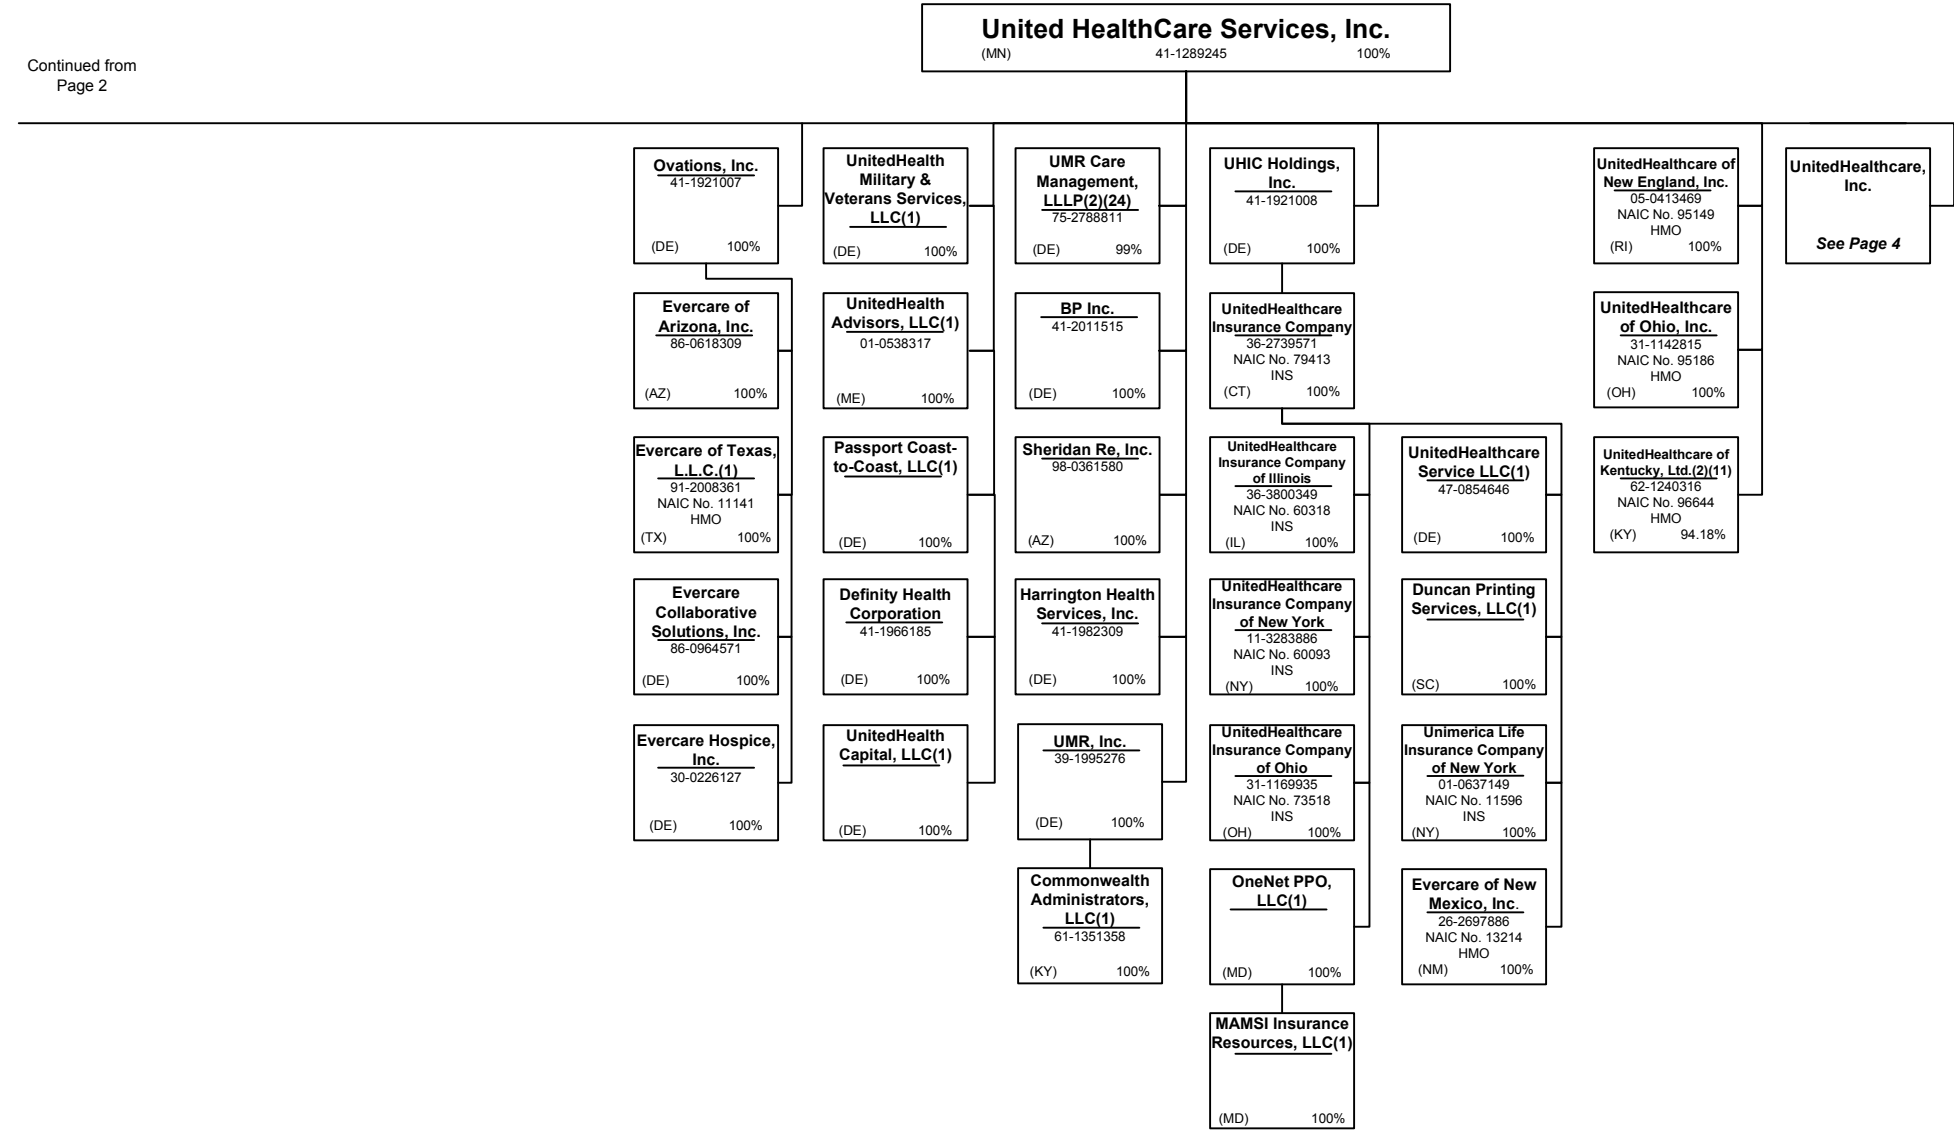 United HealthCare Services, Inc.
(MN) 41-1289245 100%
Continued from
Page 2
Ovations, Inc.
41-1921007
(DE) 100%
UnitedHealth
Military &
Veterans Services,
LLC(1)
(DE) 100%
UMR Care
Management,
LLLP(2)(24)
75-2788811
(DE) 99%
UHIC Holdings,
Inc.
41-1921008
(DE) 100%
UnitedHealthcare of
New England, Inc.
05-0413469
NAIC No. 95149
HMO
(RI) 100%
UnitedHealthcare,
Inc.
See Page 4
Evercare of
Arizona, Inc.
86-0618309
(AZ) 100%
UnitedHealth
Advisors, LLC(1)
01-0538317
(ME) 100%
BP Inc.
41-2011515
(DE) 100%
UnitedHealthcare
Insurance Company
36-2739571
NAIC No. 79413
INS
(CT) 100%
UnitedHealthcare
of Ohio, Inc.
31-1142815
NAIC No. 95186
HMO
(OH) 100%
Evercare of Texas,
L.L.C.(1)
91-2008361
NAIC No. 11141
HMO
(TX) 100%
Passport Coast-
to-Coast, LLC(1)
(DE) 100%
Sheridan Re, Inc.
98-0361580
(AZ) 100%
UnitedHealthcare
Insurance Company
of Illinois
36-3800349
NAIC No. 60318
INS
(IL) 100%
UnitedHealthcare
Service LLC(1)
47-0854646
(DE) 100%
UnitedHealthcare of
Kentucky, Ltd.(2)(11)
62-1240316
NAIC No. 96644
HMO
(KY) 94.18%
Evercare
Collaborative
Solutions, Inc.
86-0964571
(DE) 100%
Definity Health
Corporation
41-1966185
(DE) 100%
Harrington Health
Services, Inc.
41-1982309
(DE) 100%
UnitedHealthcare
Insurance Company
of New York
11-3283886
NAIC No. 60093
INS
(NY) 100%
Duncan Printing
Services, LLC(1)
(SC) 100%
Evercare Hospice,
Inc.
30-0226127
(DE) 100%
UnitedHealth
Capital, LLC(1)
(DE) 100%
UMR, Inc.
39-1995276
(DE) 100%
UnitedHealthcare
Insurance Company
of Ohio
31-1169935
NAIC No. 73518
INS
(OH) 100%
Unimerica Life
Insurance Company
of New York
01-0637149
NAIC No. 11596
INS
(NY) 100%
Commonwealth
Administrators,
LLC(1)
61-1351358
(KY) 100%
OneNet PPO,
LLC(1)
(MD) 100%
Evercare of New
Mexico, Inc.
26-2697886
NAIC No. 13214
HMO
(NM) 100%
MAMSI Insurance
Resources, LLC(1)
(MD) 100%